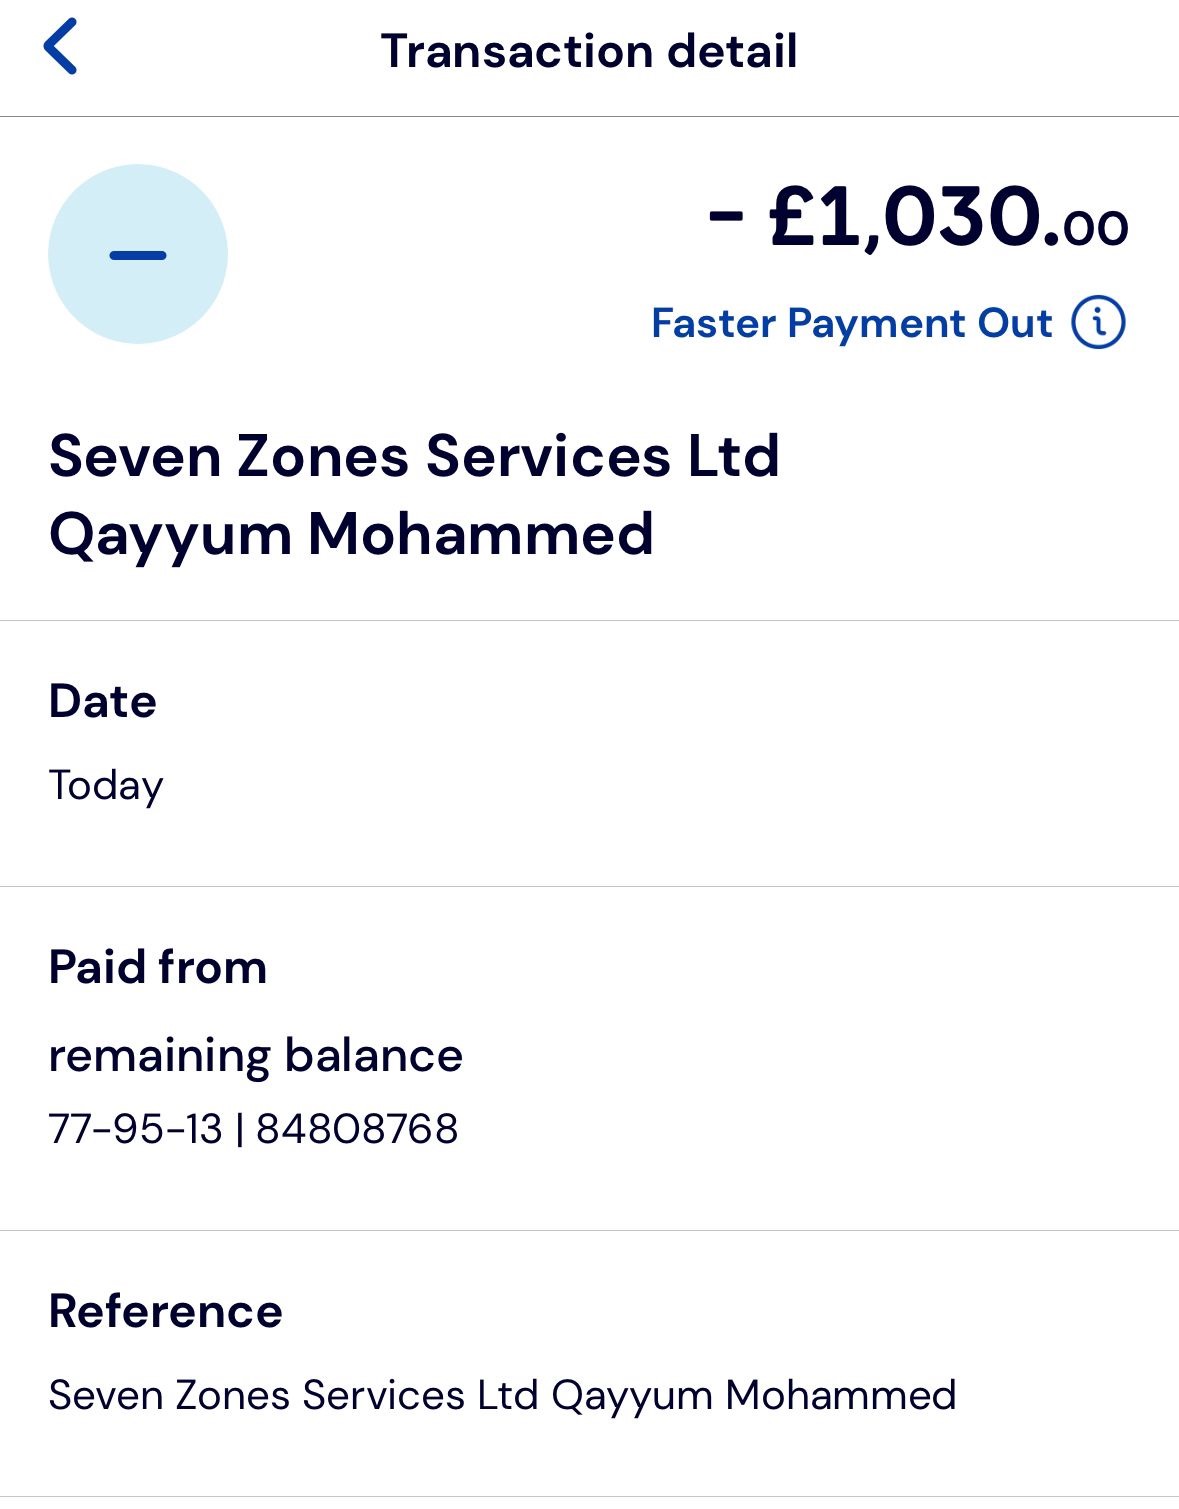 Transaction detail
- £1,030.00
Faster Payment Out
Seven Zones Services Ltd
Qayyum Mohammed
Date
Today
Paid from
remaining balance
77-95-13 | 84808768
Reference
Seven Zones Services Ltd Qayyum Mohammed